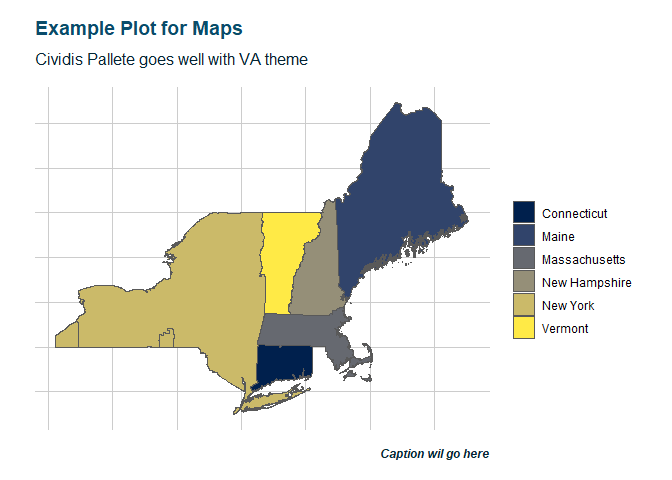 Example Plot for Maps
Cividis Pallete goes well with VA theme
Connecticut
Maine
Massachusetts
New Hampshire
New York
Vermont
Caption wil go here